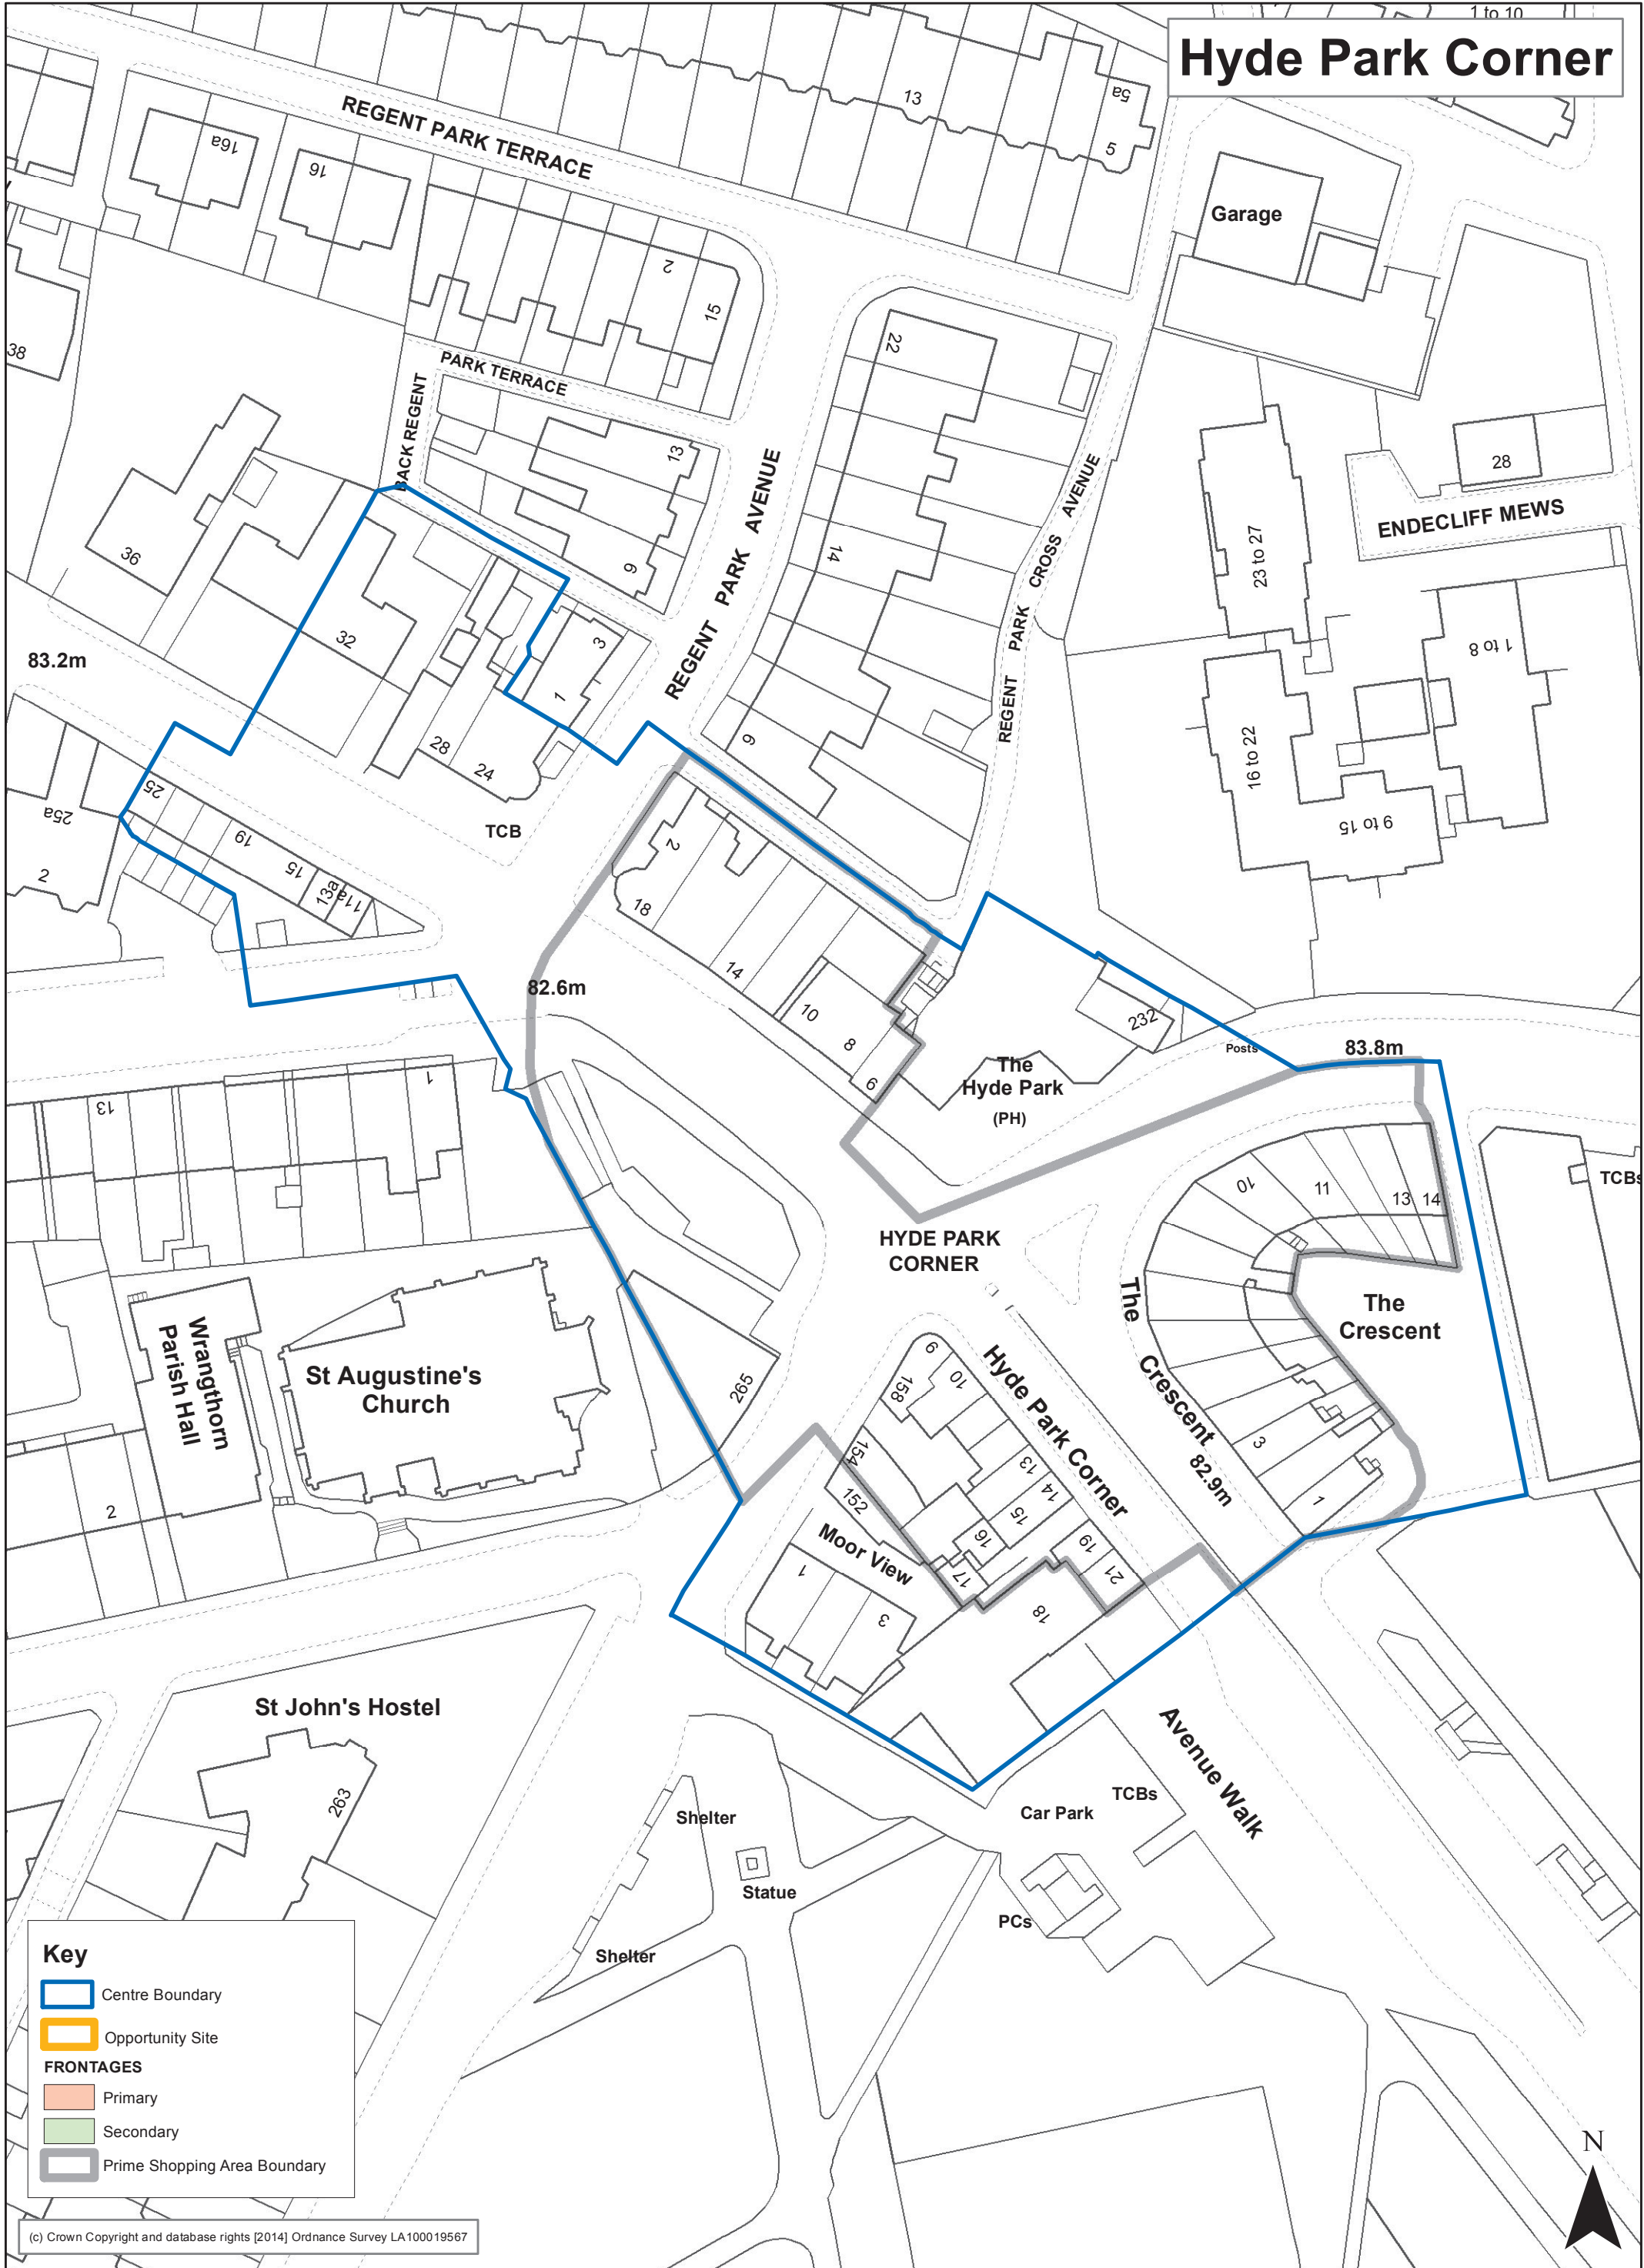 1 to 10
Hyde Park Corner
REGENT PARK TERRACE
13
5a
5
16a
16
Garage
2
15
22
38
PARK TERRACE
BACK REGENT
13
9
REGENT PARK AVENUE
14
REGENT PARK CROSS AVENUE
28
ENDECLIFF MEWS
23 to 27
1 to 8
16 to 22
9 to 15
36
32
3
1
28
24
6
83.2m
25
25a
19
15
13a
11a
2
TCB
2
18
14
10
8
6
82.6m
232
The
Hyde Park
(PH)
Posts
83.8m
13
1
10
11
13
14
TCBs
HYDE PARK
CORNER
The
Crescent
The
Crescent
82.9m
3
1
Wrangthorn
Parish Hall
St Augustine's
Church
265
2
9
158
10
154
152
13
14
15
16
17
19
21
18
Hyde Park Corner
Moor View
1
3
St John's Hostel
263
Shelter
Statue
Shelter
Car Park
TCBs
PCs
Avenue Walk
Key
Centre Boundary
Opportunity Site
FRONTAGES
Primary
Secondary
Prime Shopping Area Boundary
N
(c) Crown Copyright and database rights [2014] Ordnance Survey LA100019567